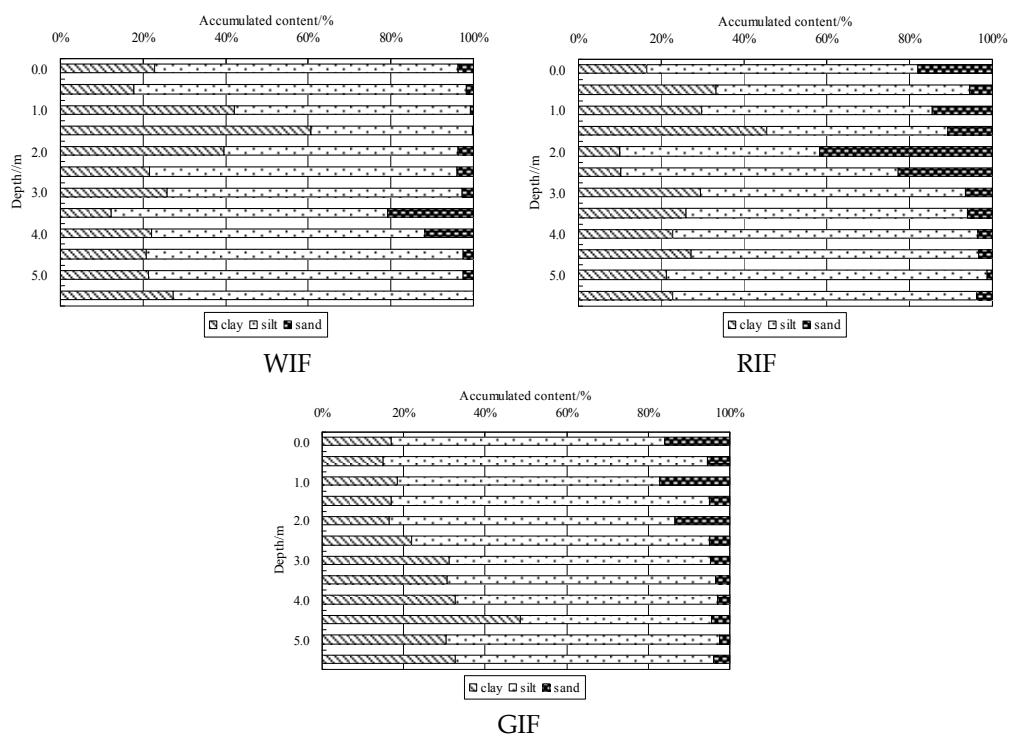 Accumulated content/%
0% 20% 40% 60% 80% 100%
0.0
1.0
2.0
3.0
4.0
5.0
Depth//m
clay silt sand
WIF
Accumulated content/%
0% 20% 40% 60% 80% 100%
0.0
1.0
2.0
3.0
4.0
5.0
Depth//m
clay silt sand
RIF
Accumulated content/%
0% 20% 40% 60% 80% 100%
0.0
1.0
2.0
3.0
4.0
5.0
Depth/m
clay silt sand
GIF